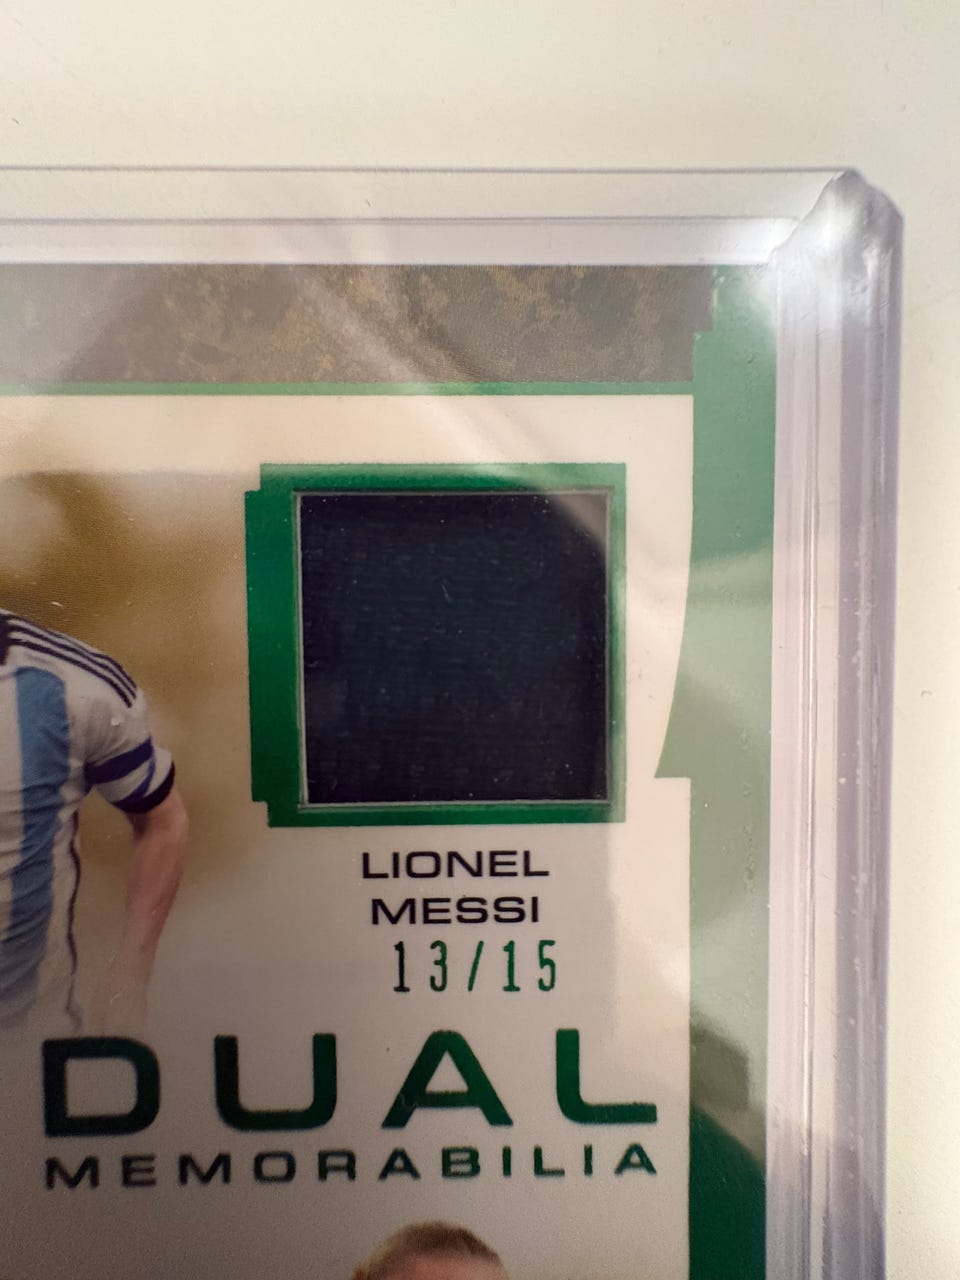 LIONEL
MESSI
13/15
DUAL
MEMORABILIA